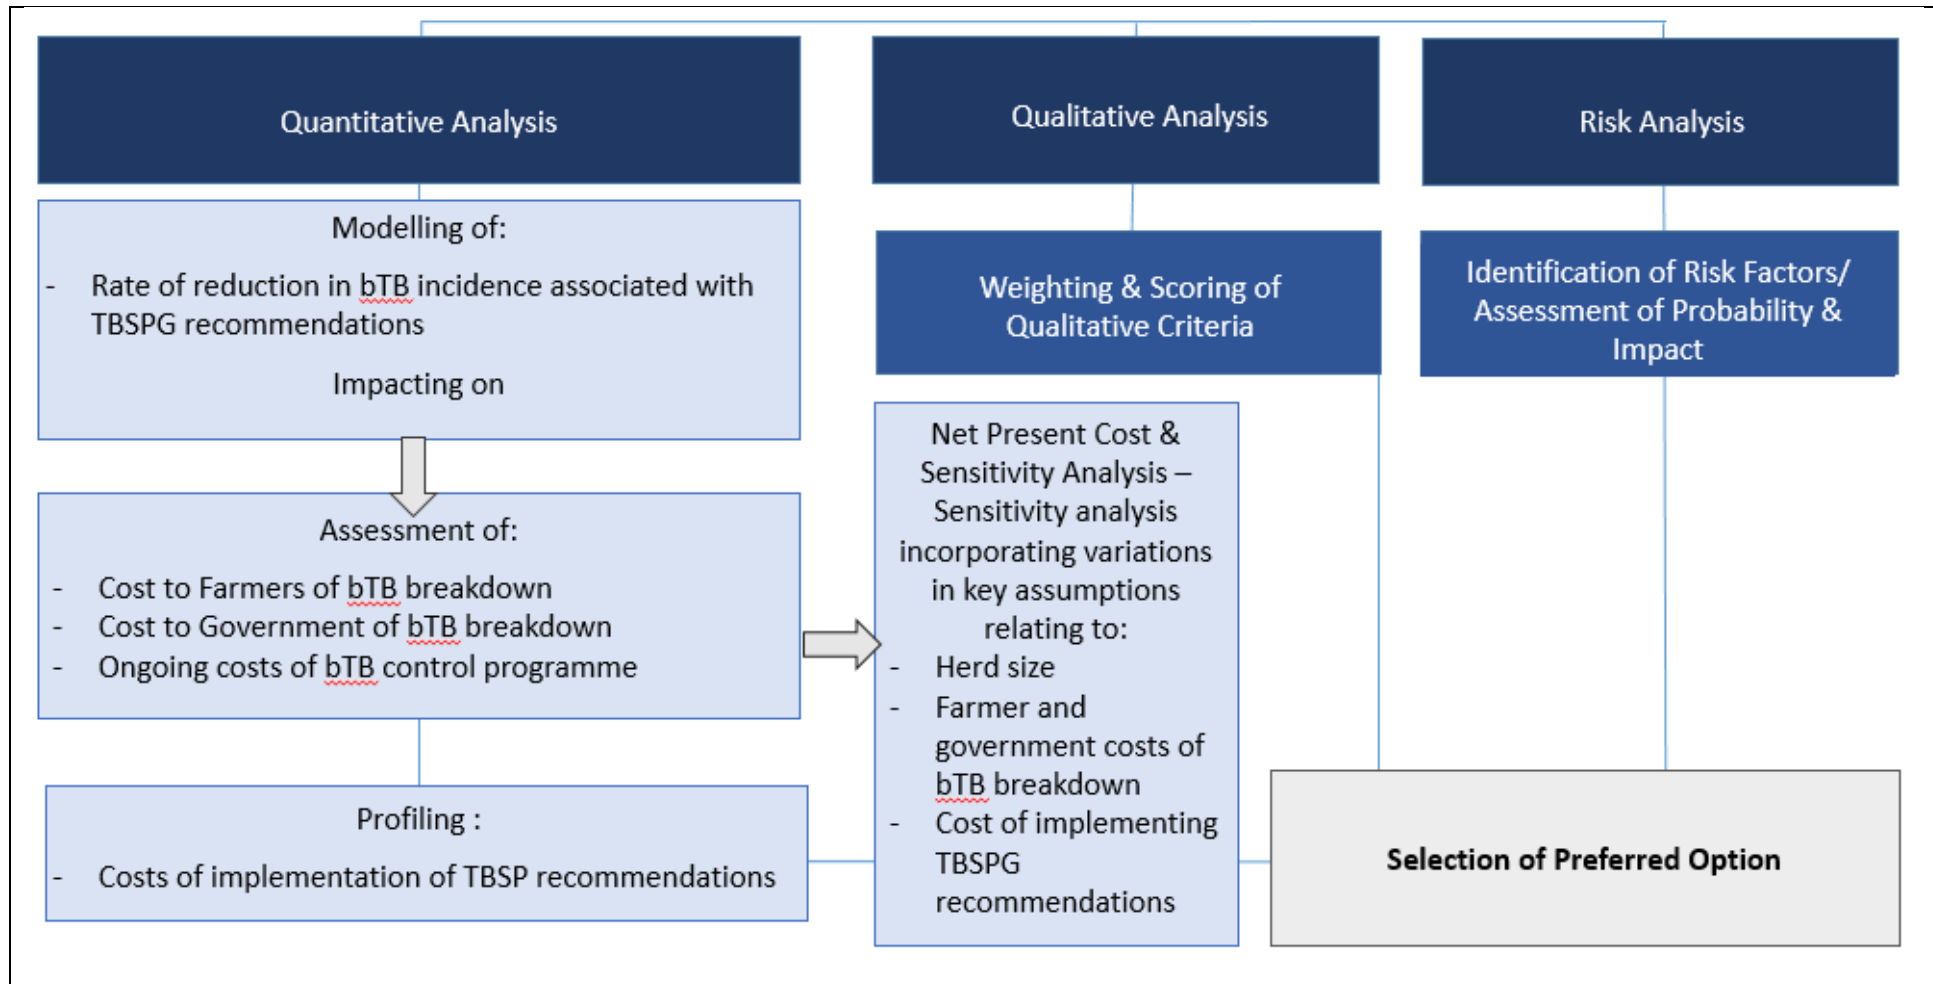 Quantitative Analysis
Qualitative Analysis
Risk Analysis
Modelling of:
- Rate of reduction in bTB incidence associated with
TBSPG recommendations
Impacting on
Weighting & Scoring of
Qualitative Criteria
Identification of Risk Factors/
Assessment of Probability &
Impact
Assessment of:
- Cost to Farmers of bTB breakdown
- Cost to Government of bTB breakdown
- Ongoing costs of bTB control programme
Net Present Cost &
Sensitivity Analysis –
Sensitivity analysis
incorporating variations
in key assumptions
relating to:
- Herd size
- Farmer and
government costs of
bTB breakdown
- Cost of implementing
TBSPG
recommendations
Profiling :
- Costs of implementation of TBSP recommendations
Selection of Preferred Option